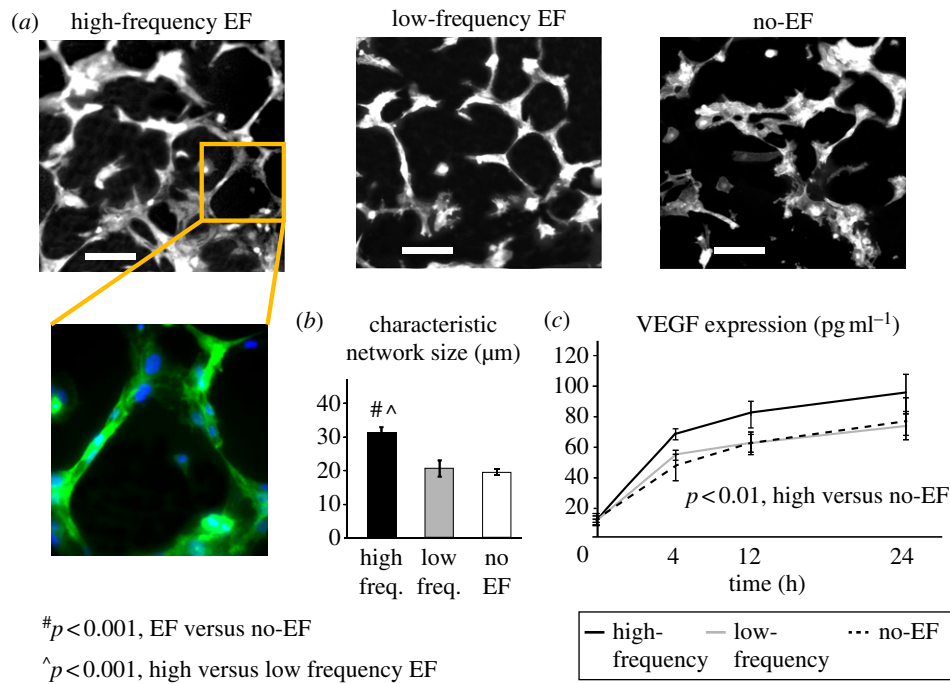 (a) high-frequency EF low-frequency EF no-EF
(b) characteristic
network size (µm)
40
30
20
10
0
# ^
high
freq.
low
freq.
no
EF
(c) VEGF expression (pg ml⁻¹)
120
100
80
60
40
20
0 4 12 24
p < 0.01, high versus no-EF
time (h)
high-
frequency
low-
frequency
no-EF
#p < 0.001, EF versus no-EF
^p < 0.001, high versus low frequency EF